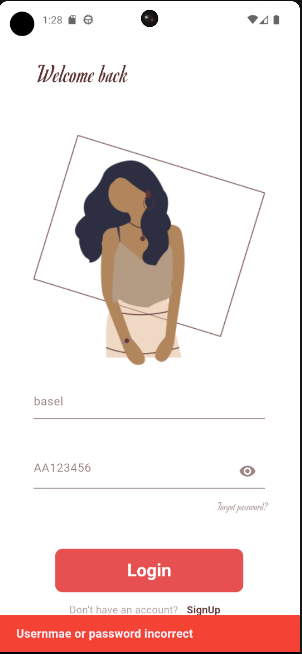 1:28
Welcome back
basel
AA123456
Forgot password?
Login
Don't have an account? SignUp
Usernmae or password incorrect